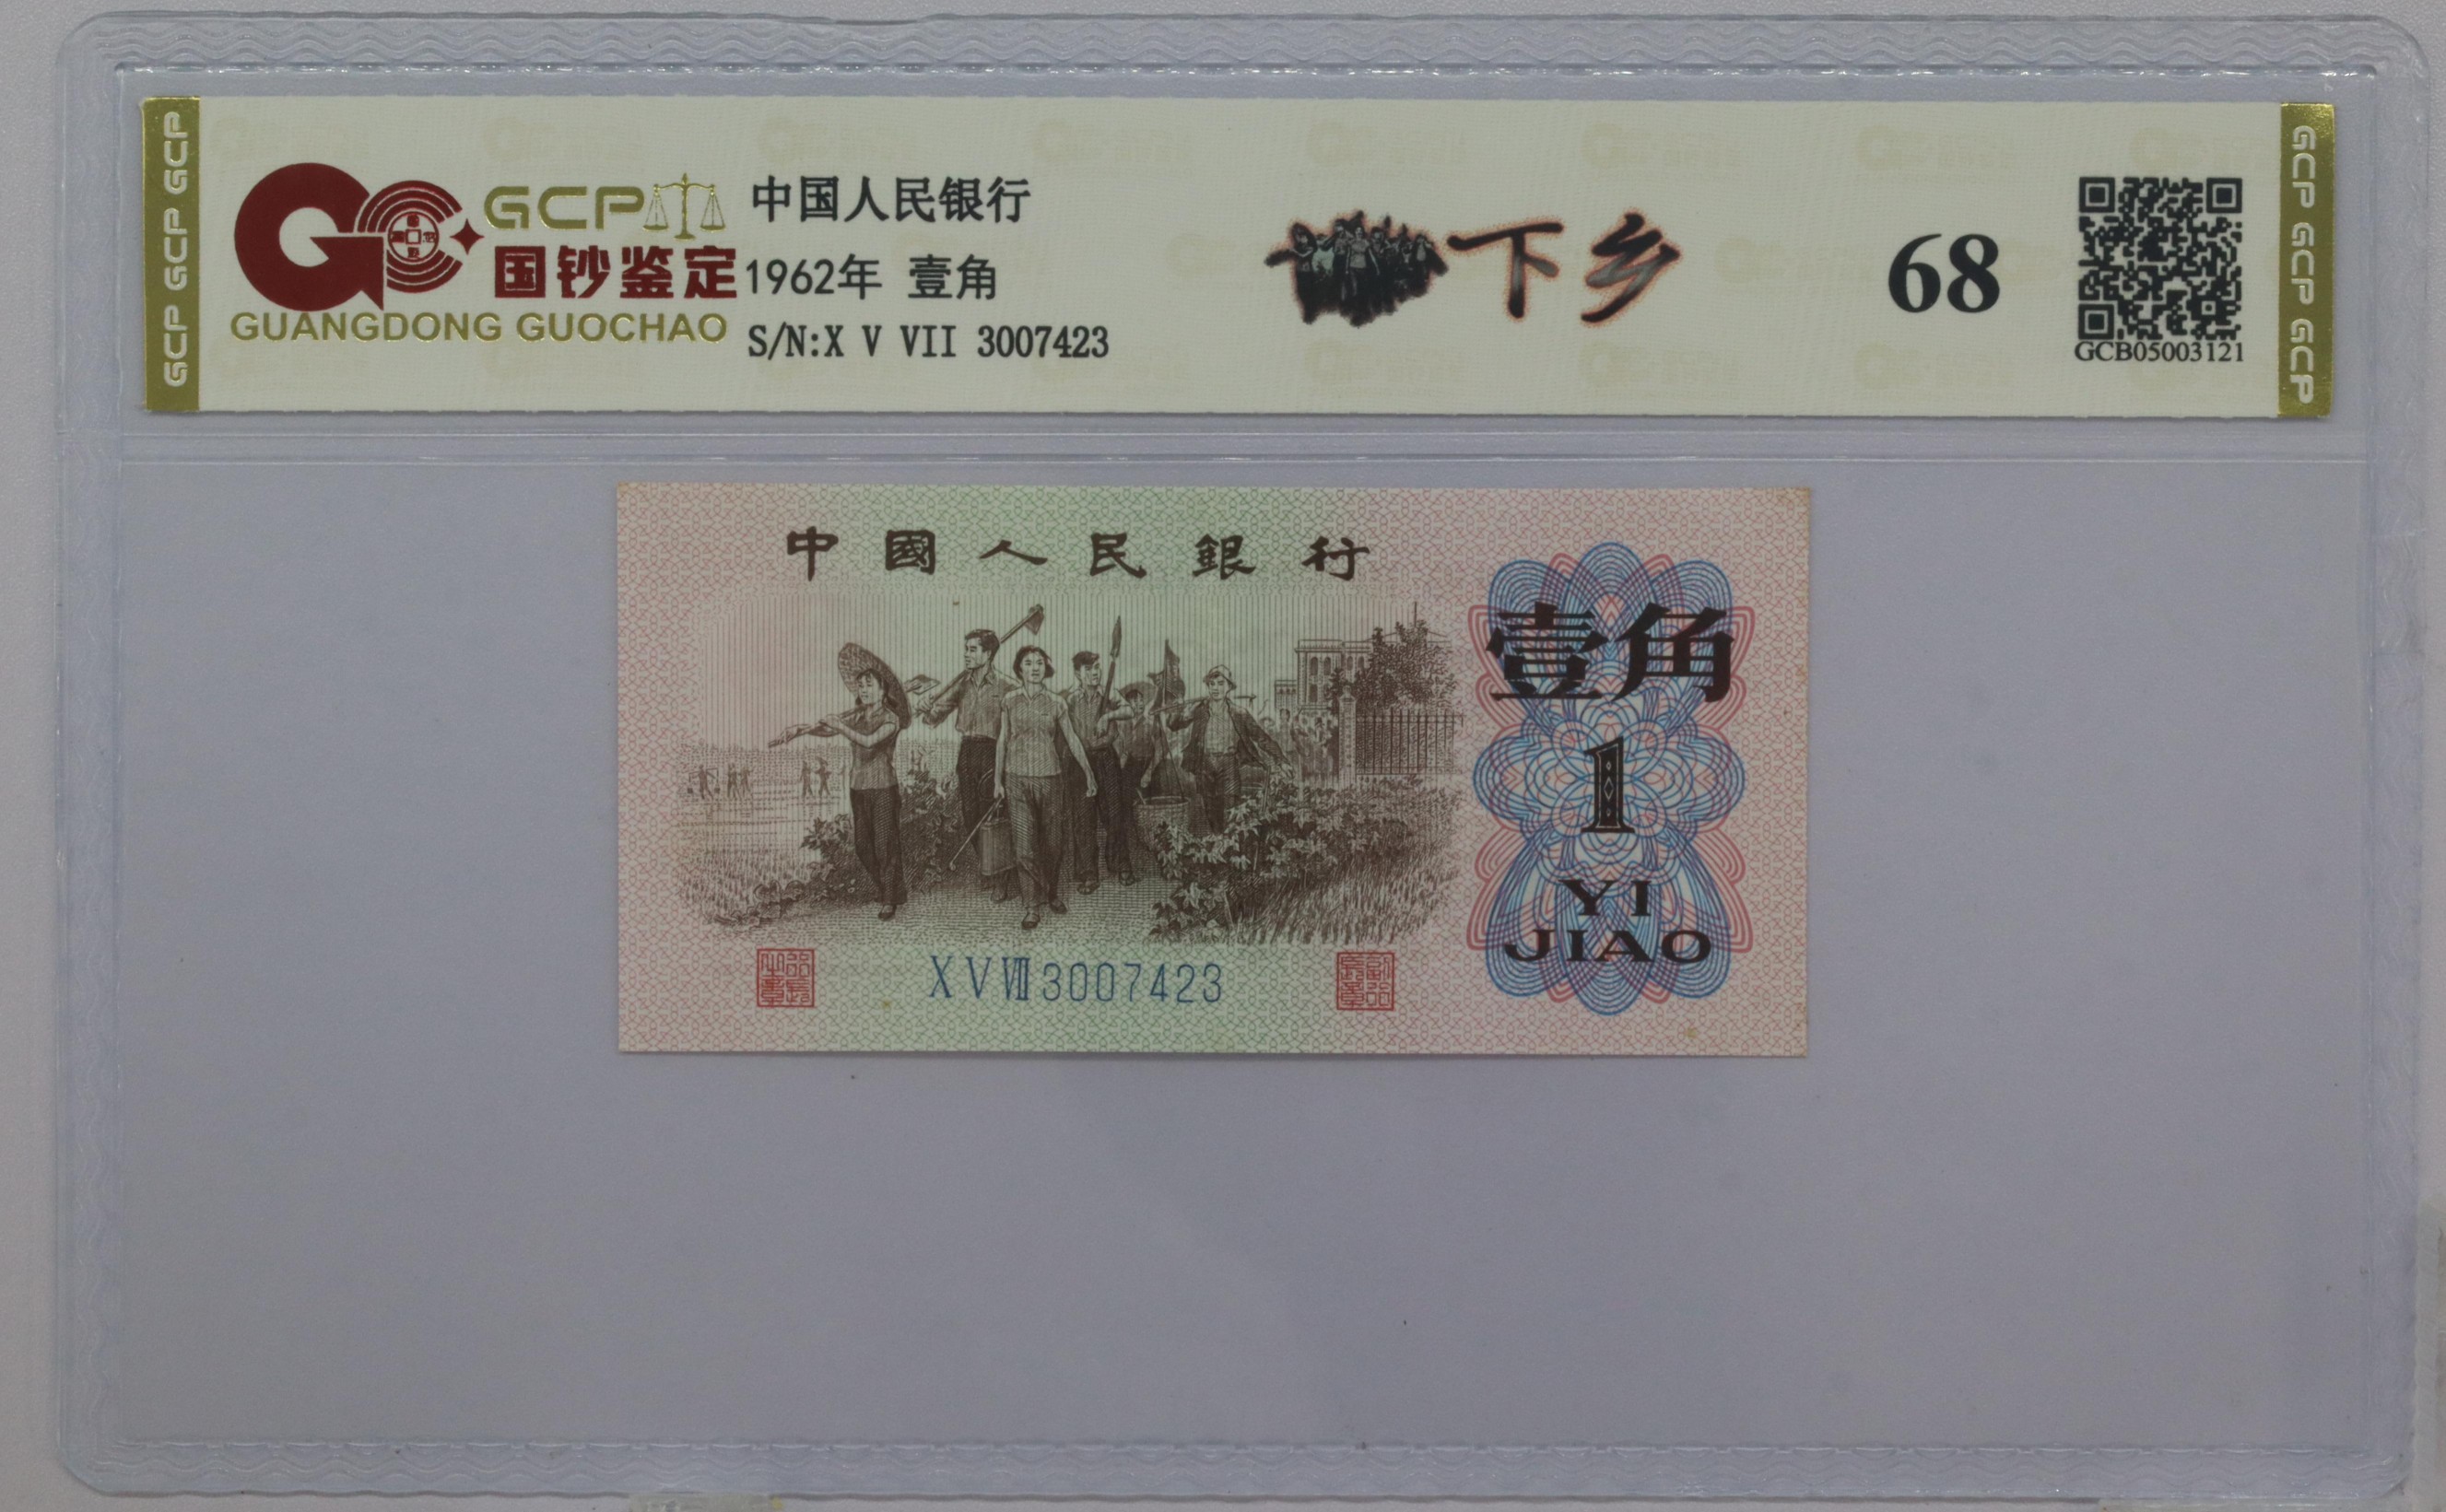 GCP GCP GCP
GCP
国钞鉴定
GUANGDONG GUOCHAO
中国人民银行
1962年 壹角
S/N:X V VII 3007423
下乡
68
GCB05003121
GCP GCP GCP
中國人民銀行
壹角
1
YI
JIAO
X V VII 3007423